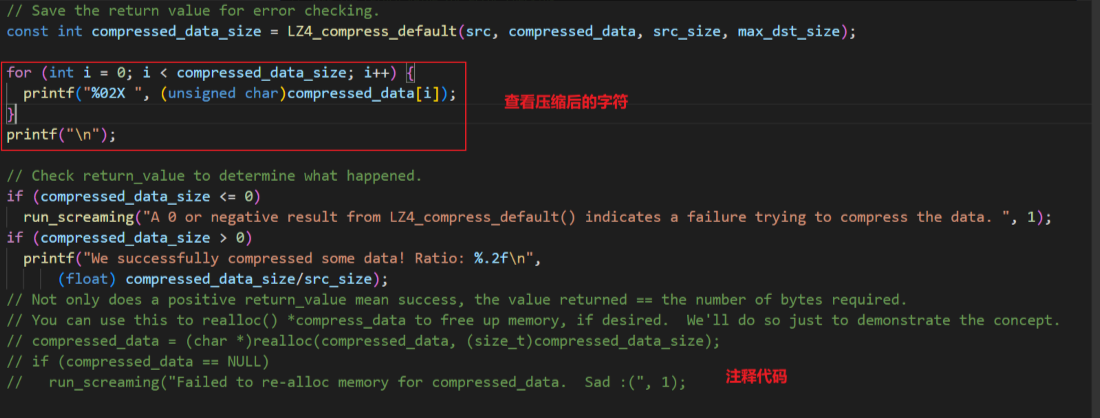 // Save the return value for error checking.
const int compressed_data_size = LZ4_compress_default(src, compressed_data, src_size, max_dst_size);
for (int i = 0; i < compressed_data_size; i++) {
  printf("%02X ", (unsigned char)compressed_data[i]);
}
printf("\n");
查看压缩后的字符
// Check return_value to determine what happened.
if (compressed_data_size <= 0)
  run_screaming("A 0 or negative result from LZ4_compress_default() indicates a failure trying to compress the data. ", 1);
if (compressed_data_size > 0)
  printf("We successfully compressed some data! Ratio: %.2f\n",
      (float) compressed_data_size/src_size);
// Not only does a positive return_value mean success, the value returned == the number of bytes required.
// You can use this to realloc() *compress_data to free up memory, if desired.  We'll do so just to demonstrate the concept.
// compressed_data = (char *)realloc(compressed_data, (size_t)compressed_data_size);
// if (compressed_data == NULL)
//   run_screaming("Failed to re-alloc memory for compressed_data.  Sad :(", 1);
注释代码